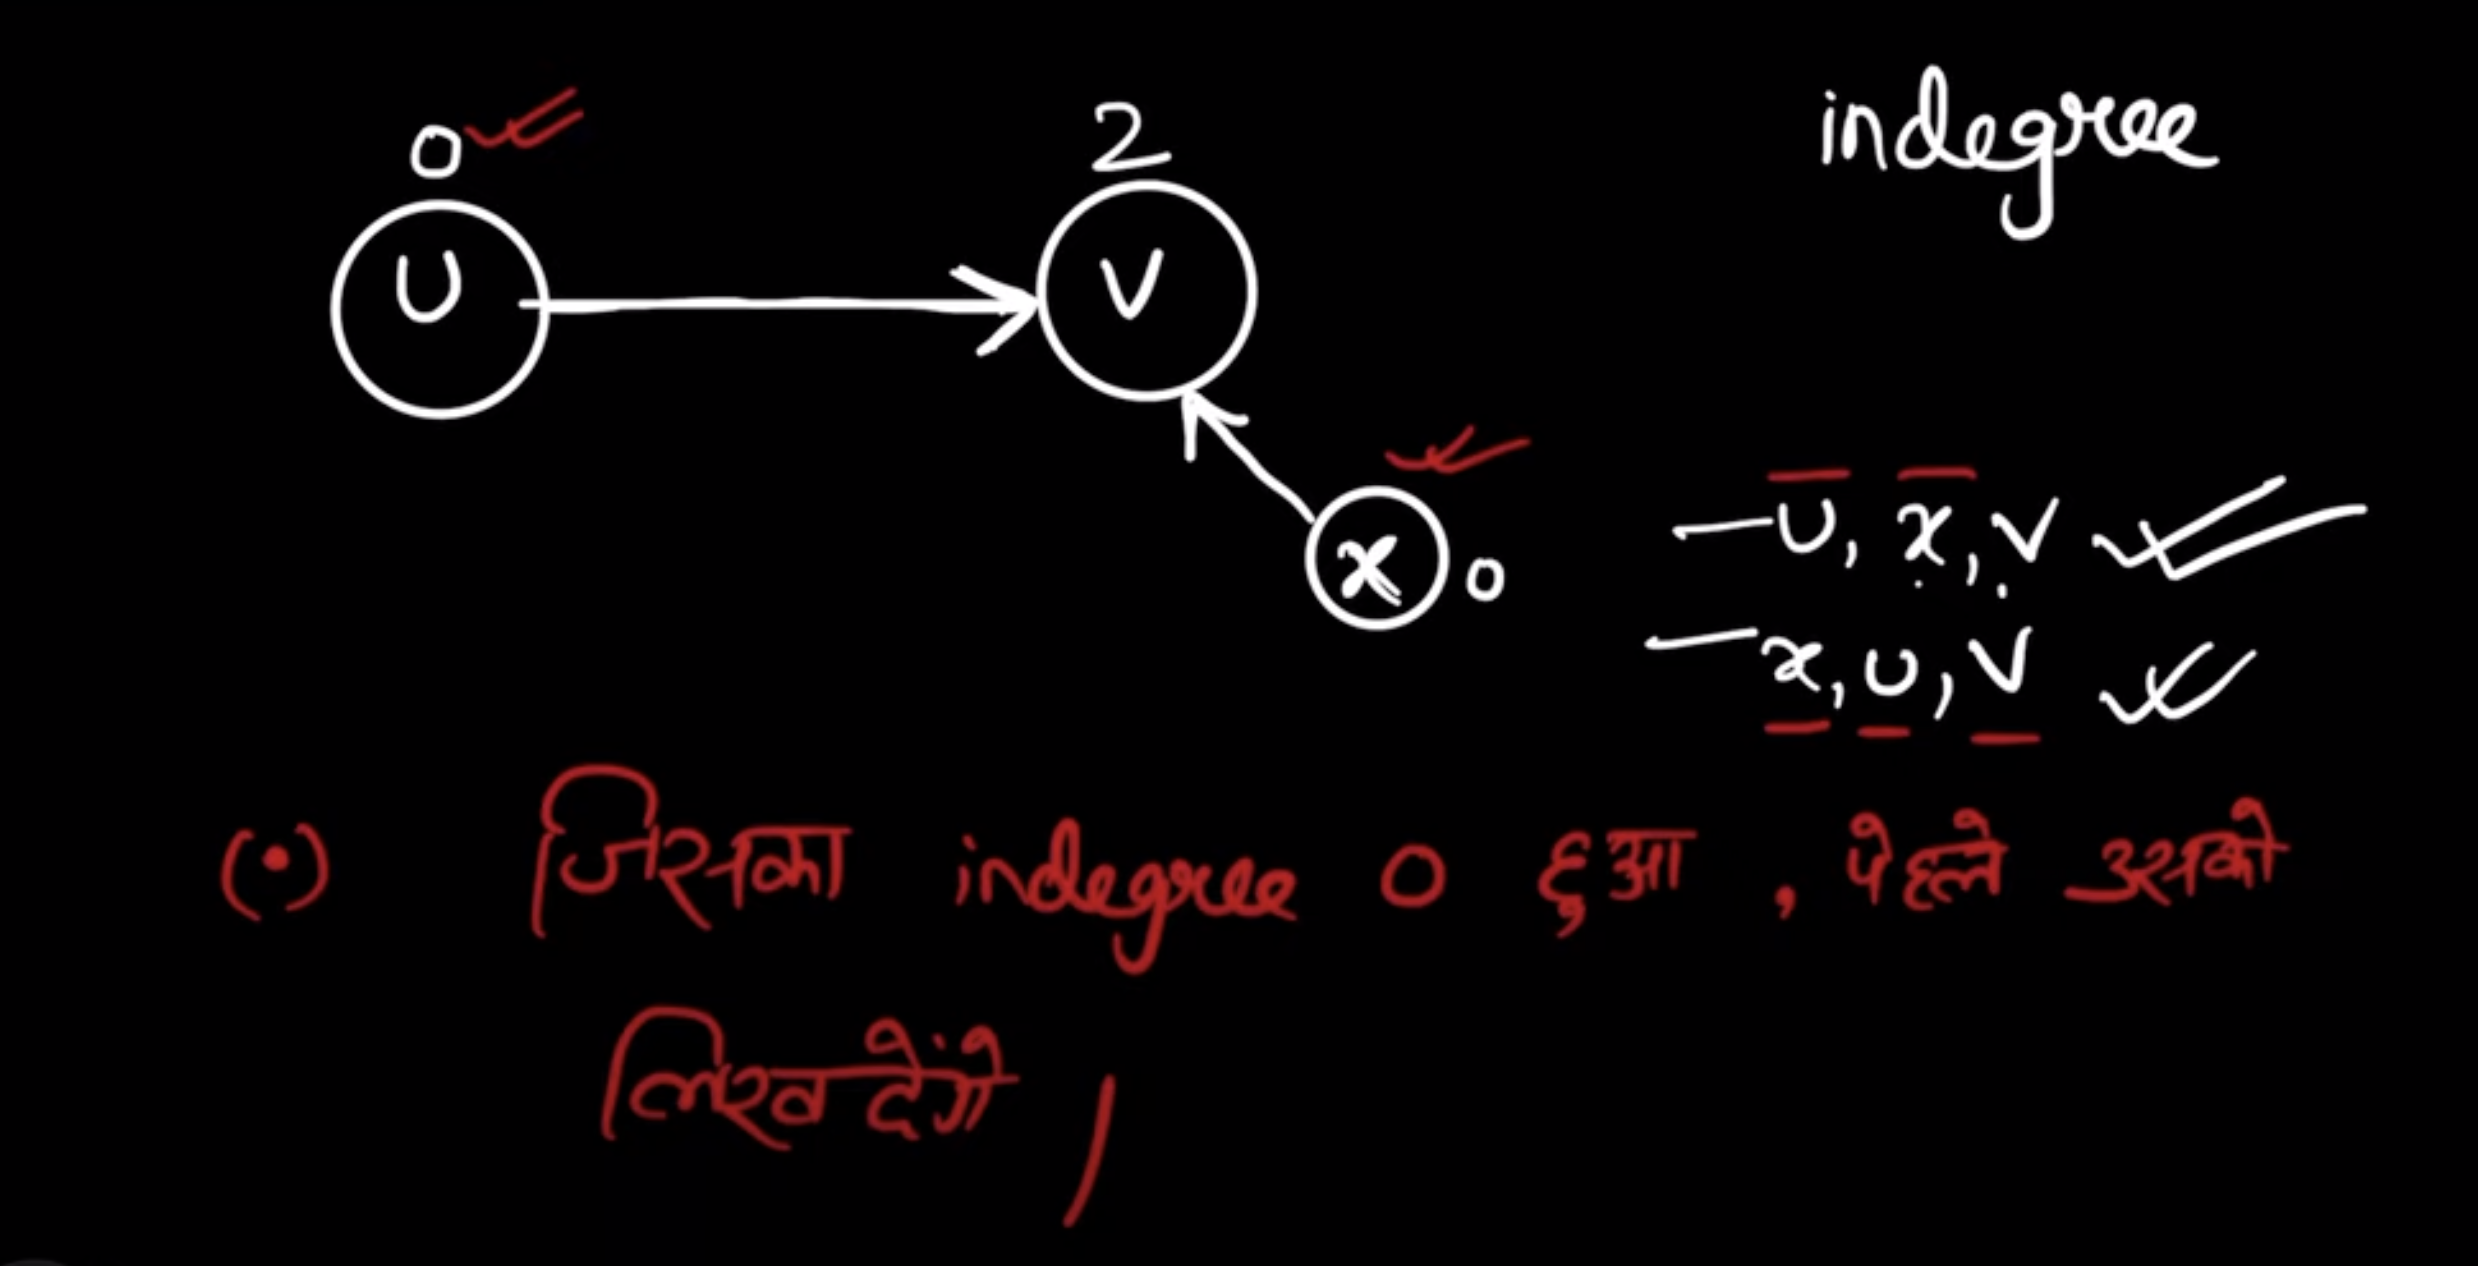 0
2
indegree
U
V
x
0
— U, x, V
— x, U, V
(•) जिसका indegree 0 हुआ , पेहले उसको
लिख देंगे /